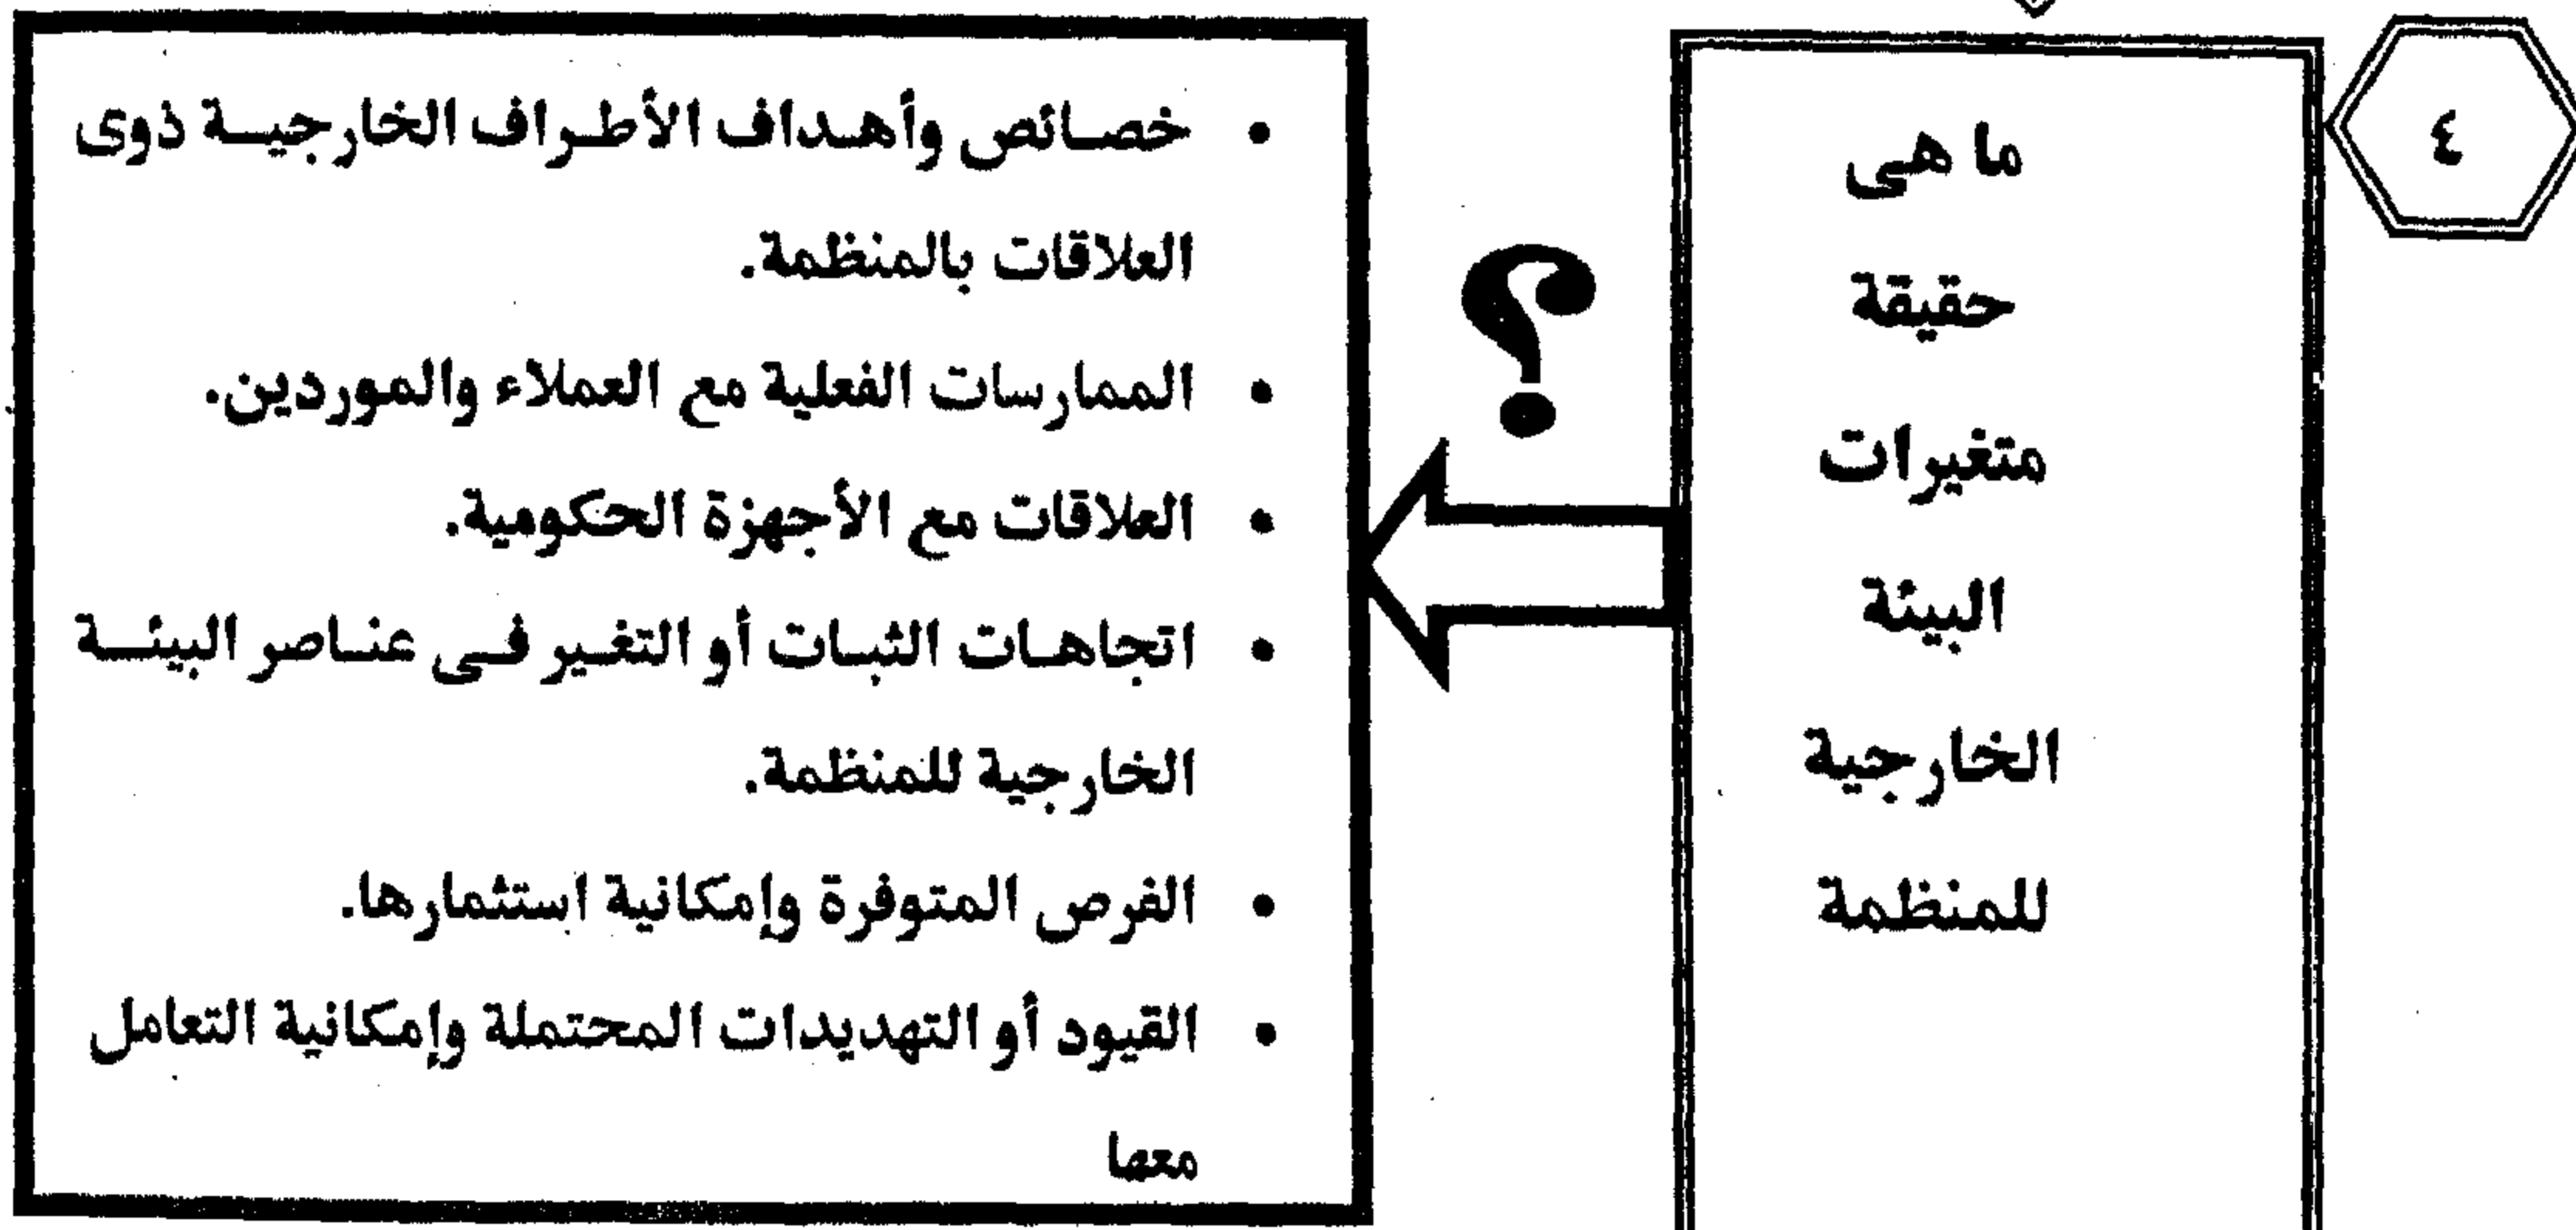 ٤
ما هى
حقيقة
متغيرات
البيئة
الخارجية
للمنظمة
؟
• خصائص وأهداف الأطراف الخارجية ذوى
العلاقات بالمنظمة.
• الممارسات الفعلية مع العملاء والموردين.
• العلاقات مع الأجهزة الحكومية.
• اتجاهات الثبات أو التغير فى عناصر البيئة
الخارجية للمنظمة.
• الفرص المتوفرة وإمكانية استثمارها.
• القيود أو التهديدات المحتملة وإمكانية التعامل
معها